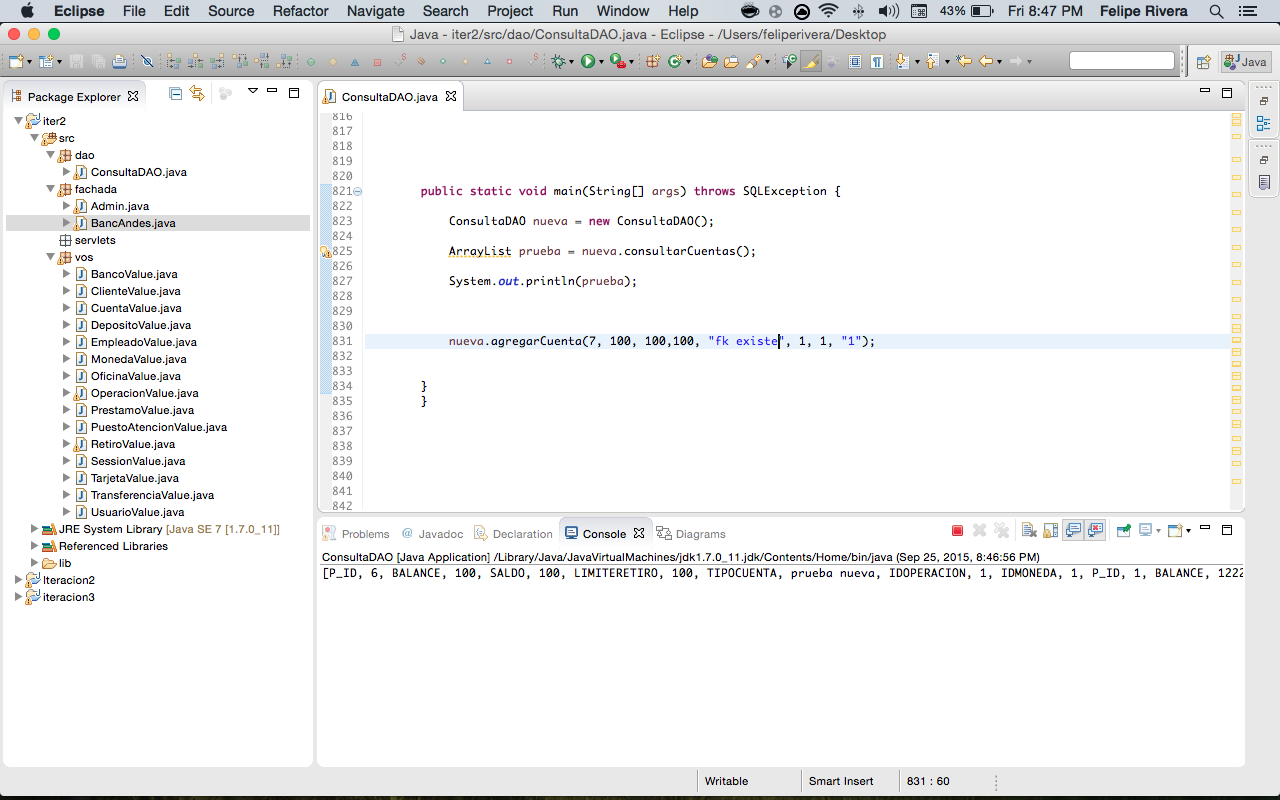 Eclipse File Edit Source Refactor Navigate Search Project Run Window Help 43% Fri 8:47 PM Felipe Rivera
Java - iter2/src/dao/ConsultaDAO.java - Eclipse - /Users/feliperivera/Desktop
Java
Package Explorer
iter2
src
dao
ConsultaDAO.java
fachada
Admin.java
BancAndes.java
servlets
vos
BancoValue.java
ClienteValue.java
CuentaValue.java
DepositoValue.java
EmpleadoValue.java
MonedaValue.java
OficinaValue.java
OperacionValue.java
PrestamoValue.java
PuestoAtencionValue.java
RetiroValue.java
SessionValue.java
TarjetaValue.java
TransferenciaValue.java
UsuarioValue.java
JRE System Library [Java SE 7 [1.7.0_11]]
Referenced Libraries
lib
Iteracion2
iteracion3
ConsultaDAO.java
816
817
818
819
820
821 public static void main(String[] args) throws SQLException {
822
823 ConsultaDAO nueva = new ConsultaDAO();
824
825 ArrayList prueba = nueva.consultarCuentas();
826
827 System.out.println(prueba);
828
829
830
831 nueva.agregarCuenta(7, 100, 100,100, "fk existe", 1, 1, "1");
832
833
834 }
835 }
836
837
838
839
840
841
842
Problems @ Javadoc Declaration Console Diagrams
ConsultaDAO [Java Application] /Library/Java/JavaVirtualMachines/jdk1.7.0_11.jdk/Contents/Home/bin/java (Sep 25, 2015, 8:46:56 PM)
[P_ID, 6, BALANCE, 100, SALDO, 100, LIMITERETIRO, 100, TIPOCUENTA, prueba nueva, IDOPERACION, 1, IDMONEDA, 1, P_ID, 1, BALANCE, 1222
Writable Smart Insert 831 : 60